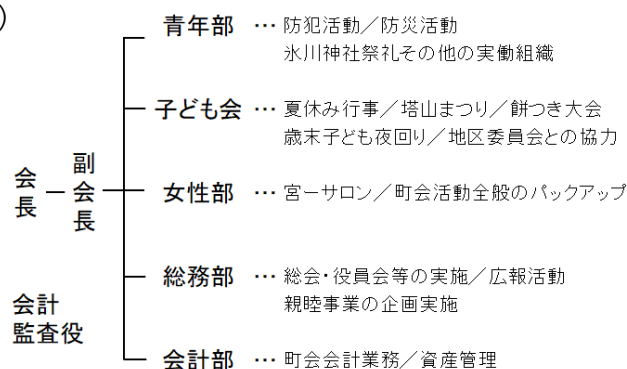 )
青年部 … 防犯活動／防災活動
氷川神社祭礼その他の実働組織
子ども会 … 夏休み行事／塔山まつり／餅つき大会
歳末子ども夜回り／地区委員会との協力
会長 ― 副会長
女性部 … 宮一サロン／町会活動全般のバックアップ
総務部 … 総会・役員会等の実施／広報活動
親睦事業の企画実施
会計
監査役
会計部 … 町会会計業務／資産管理